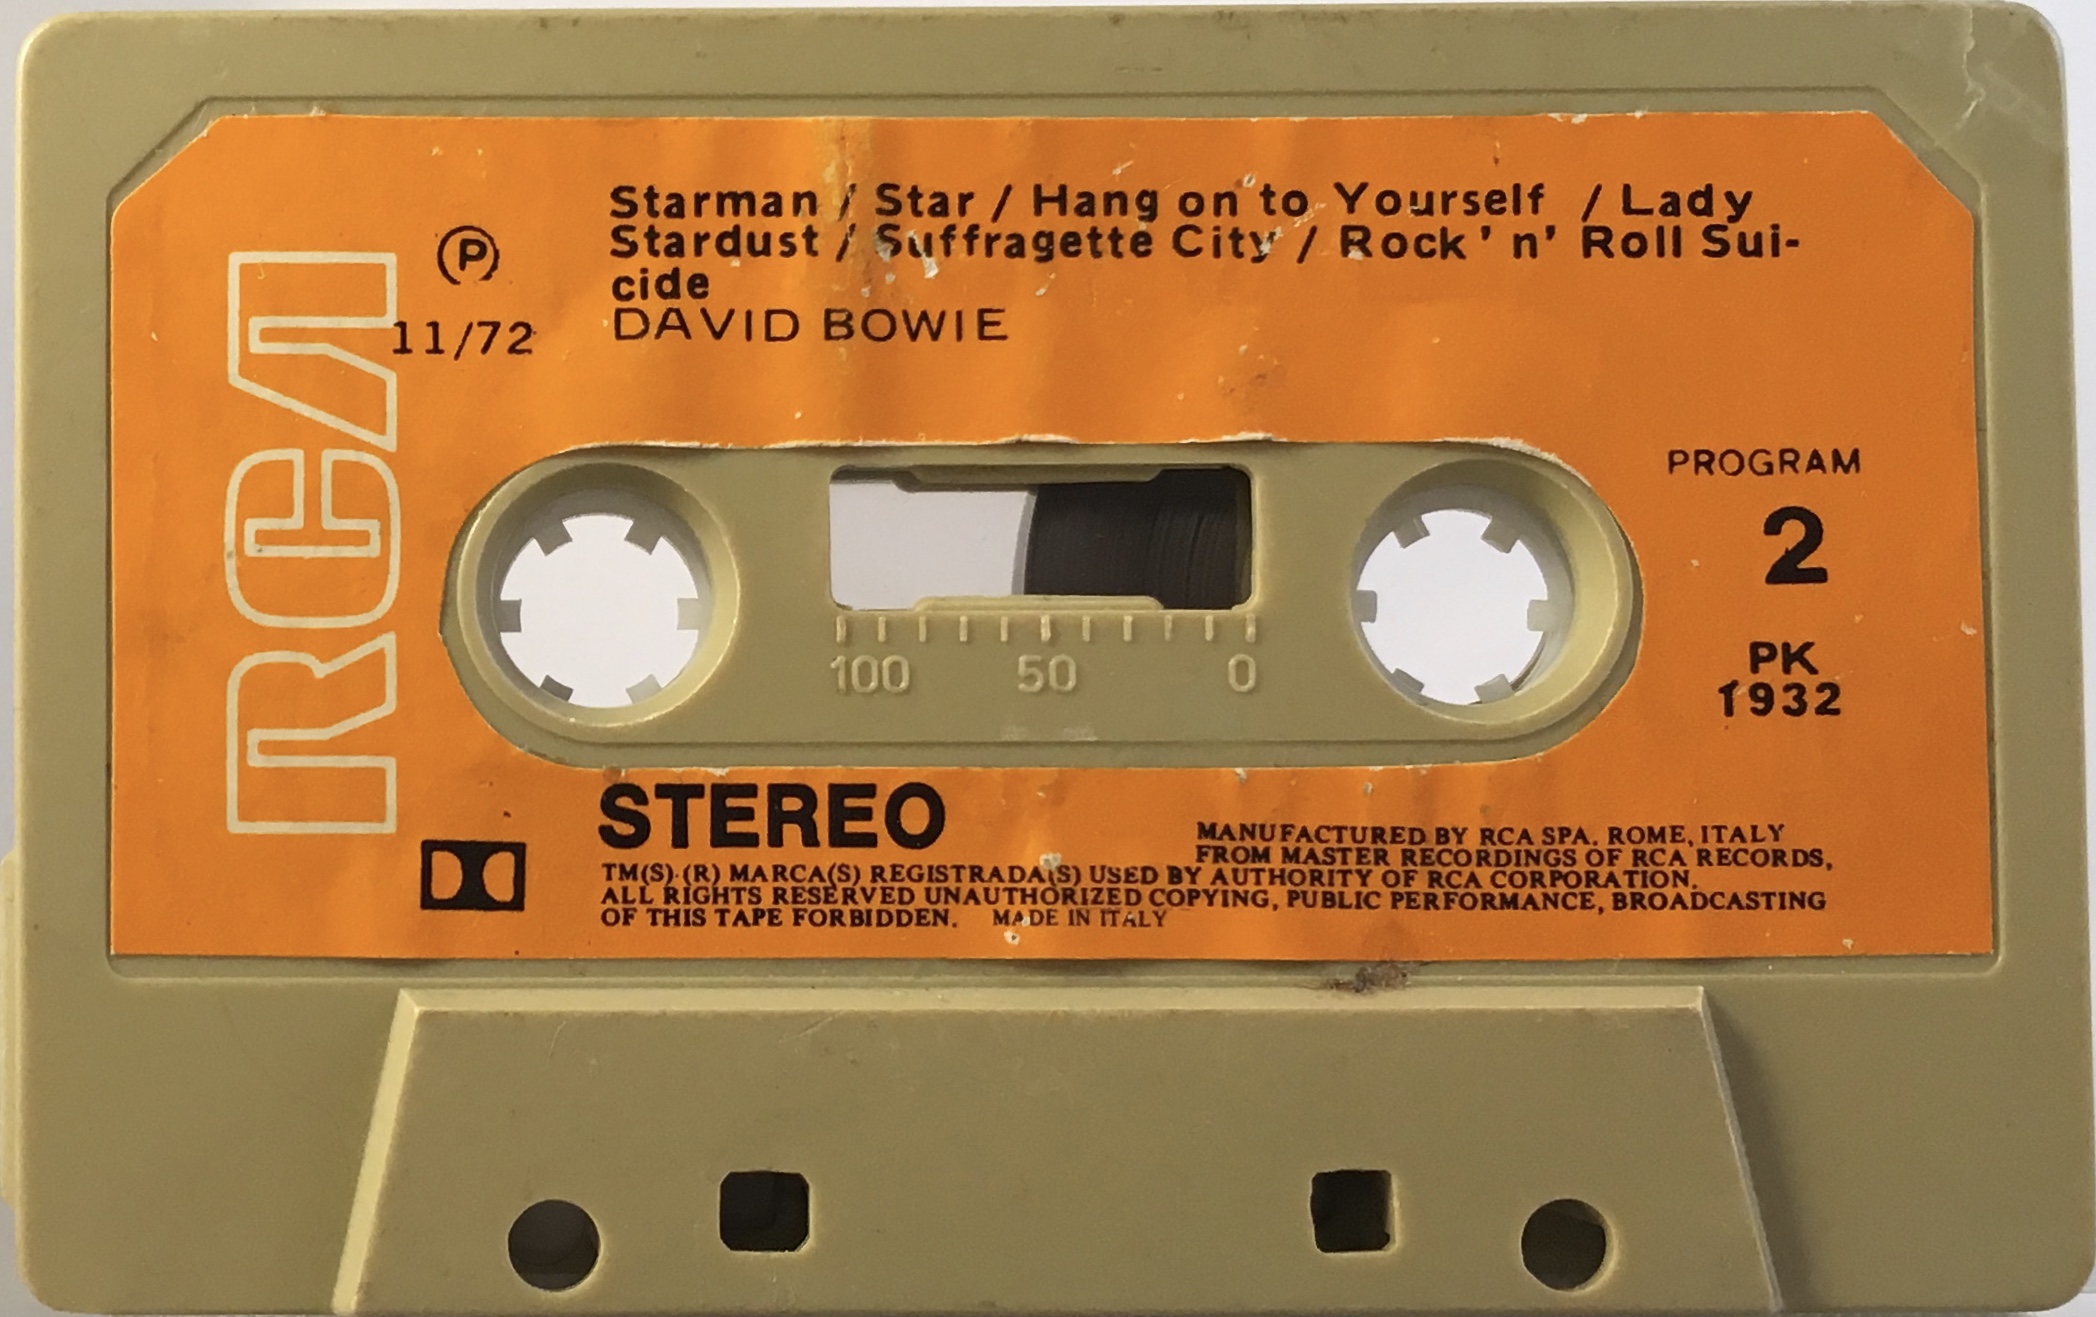 Starman / Star / Hang on to Yourself / Lady
Stardust / Suffragette City / Rock ' n' Roll Sui-
cide
DAVID BOWIE
P
11/72
RCA
PROGRAM
2
PK
1932
100 50 0
STEREO
MANUFACTURED BY RCA SPA. ROME, ITALY
FROM MASTER RECORDINGS OF RCA RECORDS,
TM(S)·(R) MARCA(S) REGISTRADA(S) USED BY AUTHORITY OF RCA CORPORATION.
ALL RIGHTS RESERVED UNAUTHORIZED COPYING, PUBLIC PERFORMANCE, BROADCASTING
OF THIS TAPE FORBIDDEN. MADE IN ITALY